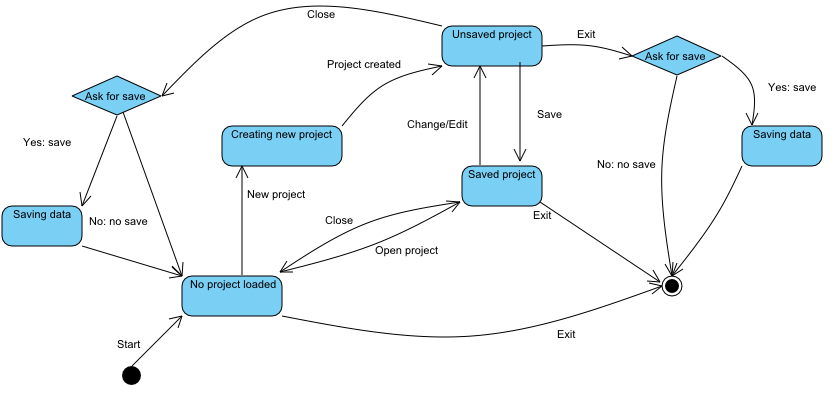 Close
Unsaved project
Exit
Ask for save
Project created
Yes: save
Ask for save
Change/Edit
Save
Creating new project
Saving data
Yes: save
No: no save
Saved project
New project
Saving data
No: no save
Close
Exit
Open project
No project loaded
Start
Exit